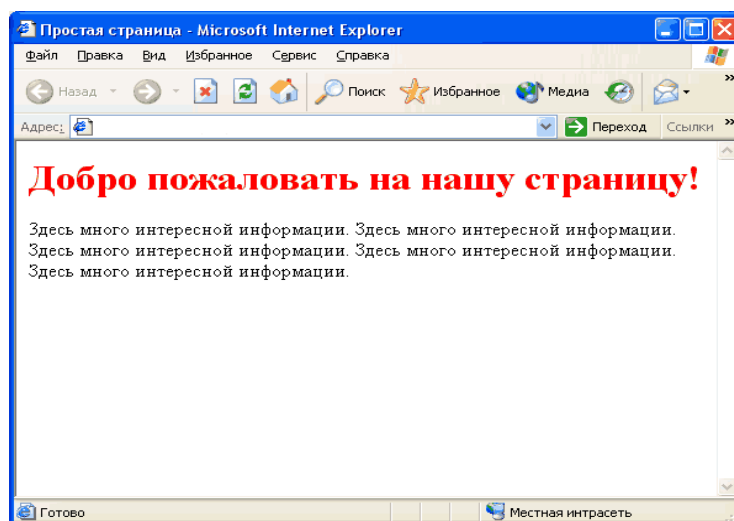 Простая страница - Microsoft Internet Explorer
Файл Правка Вид Избранное Сервис Справка
Назад Поиск Избранное Медиа »
Адрес: Переход Ссылки »
Добро пожаловать на нашу страницу!
Здесь много интересной информации. Здесь много интересной информации.
Здесь много интересной информации. Здесь много интересной информации.
Здесь много интересной информации.
Готово Местная интрасеть